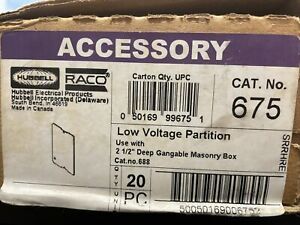 ACCESSORY
HUBBELL
RACO
Hubbell Electrical Products
Hubbell Incorporated (Delaware)
South Bend, in 46619
Made in Canada
Carton Qty. UPC
0 50169 99675 1
CAT. No.
675
Low Voltage Partition
Use with
2 1/2" Deep Gangable Masonry Box
Cat.no.688
QTY
20
UNIT
PC
SRRHRE